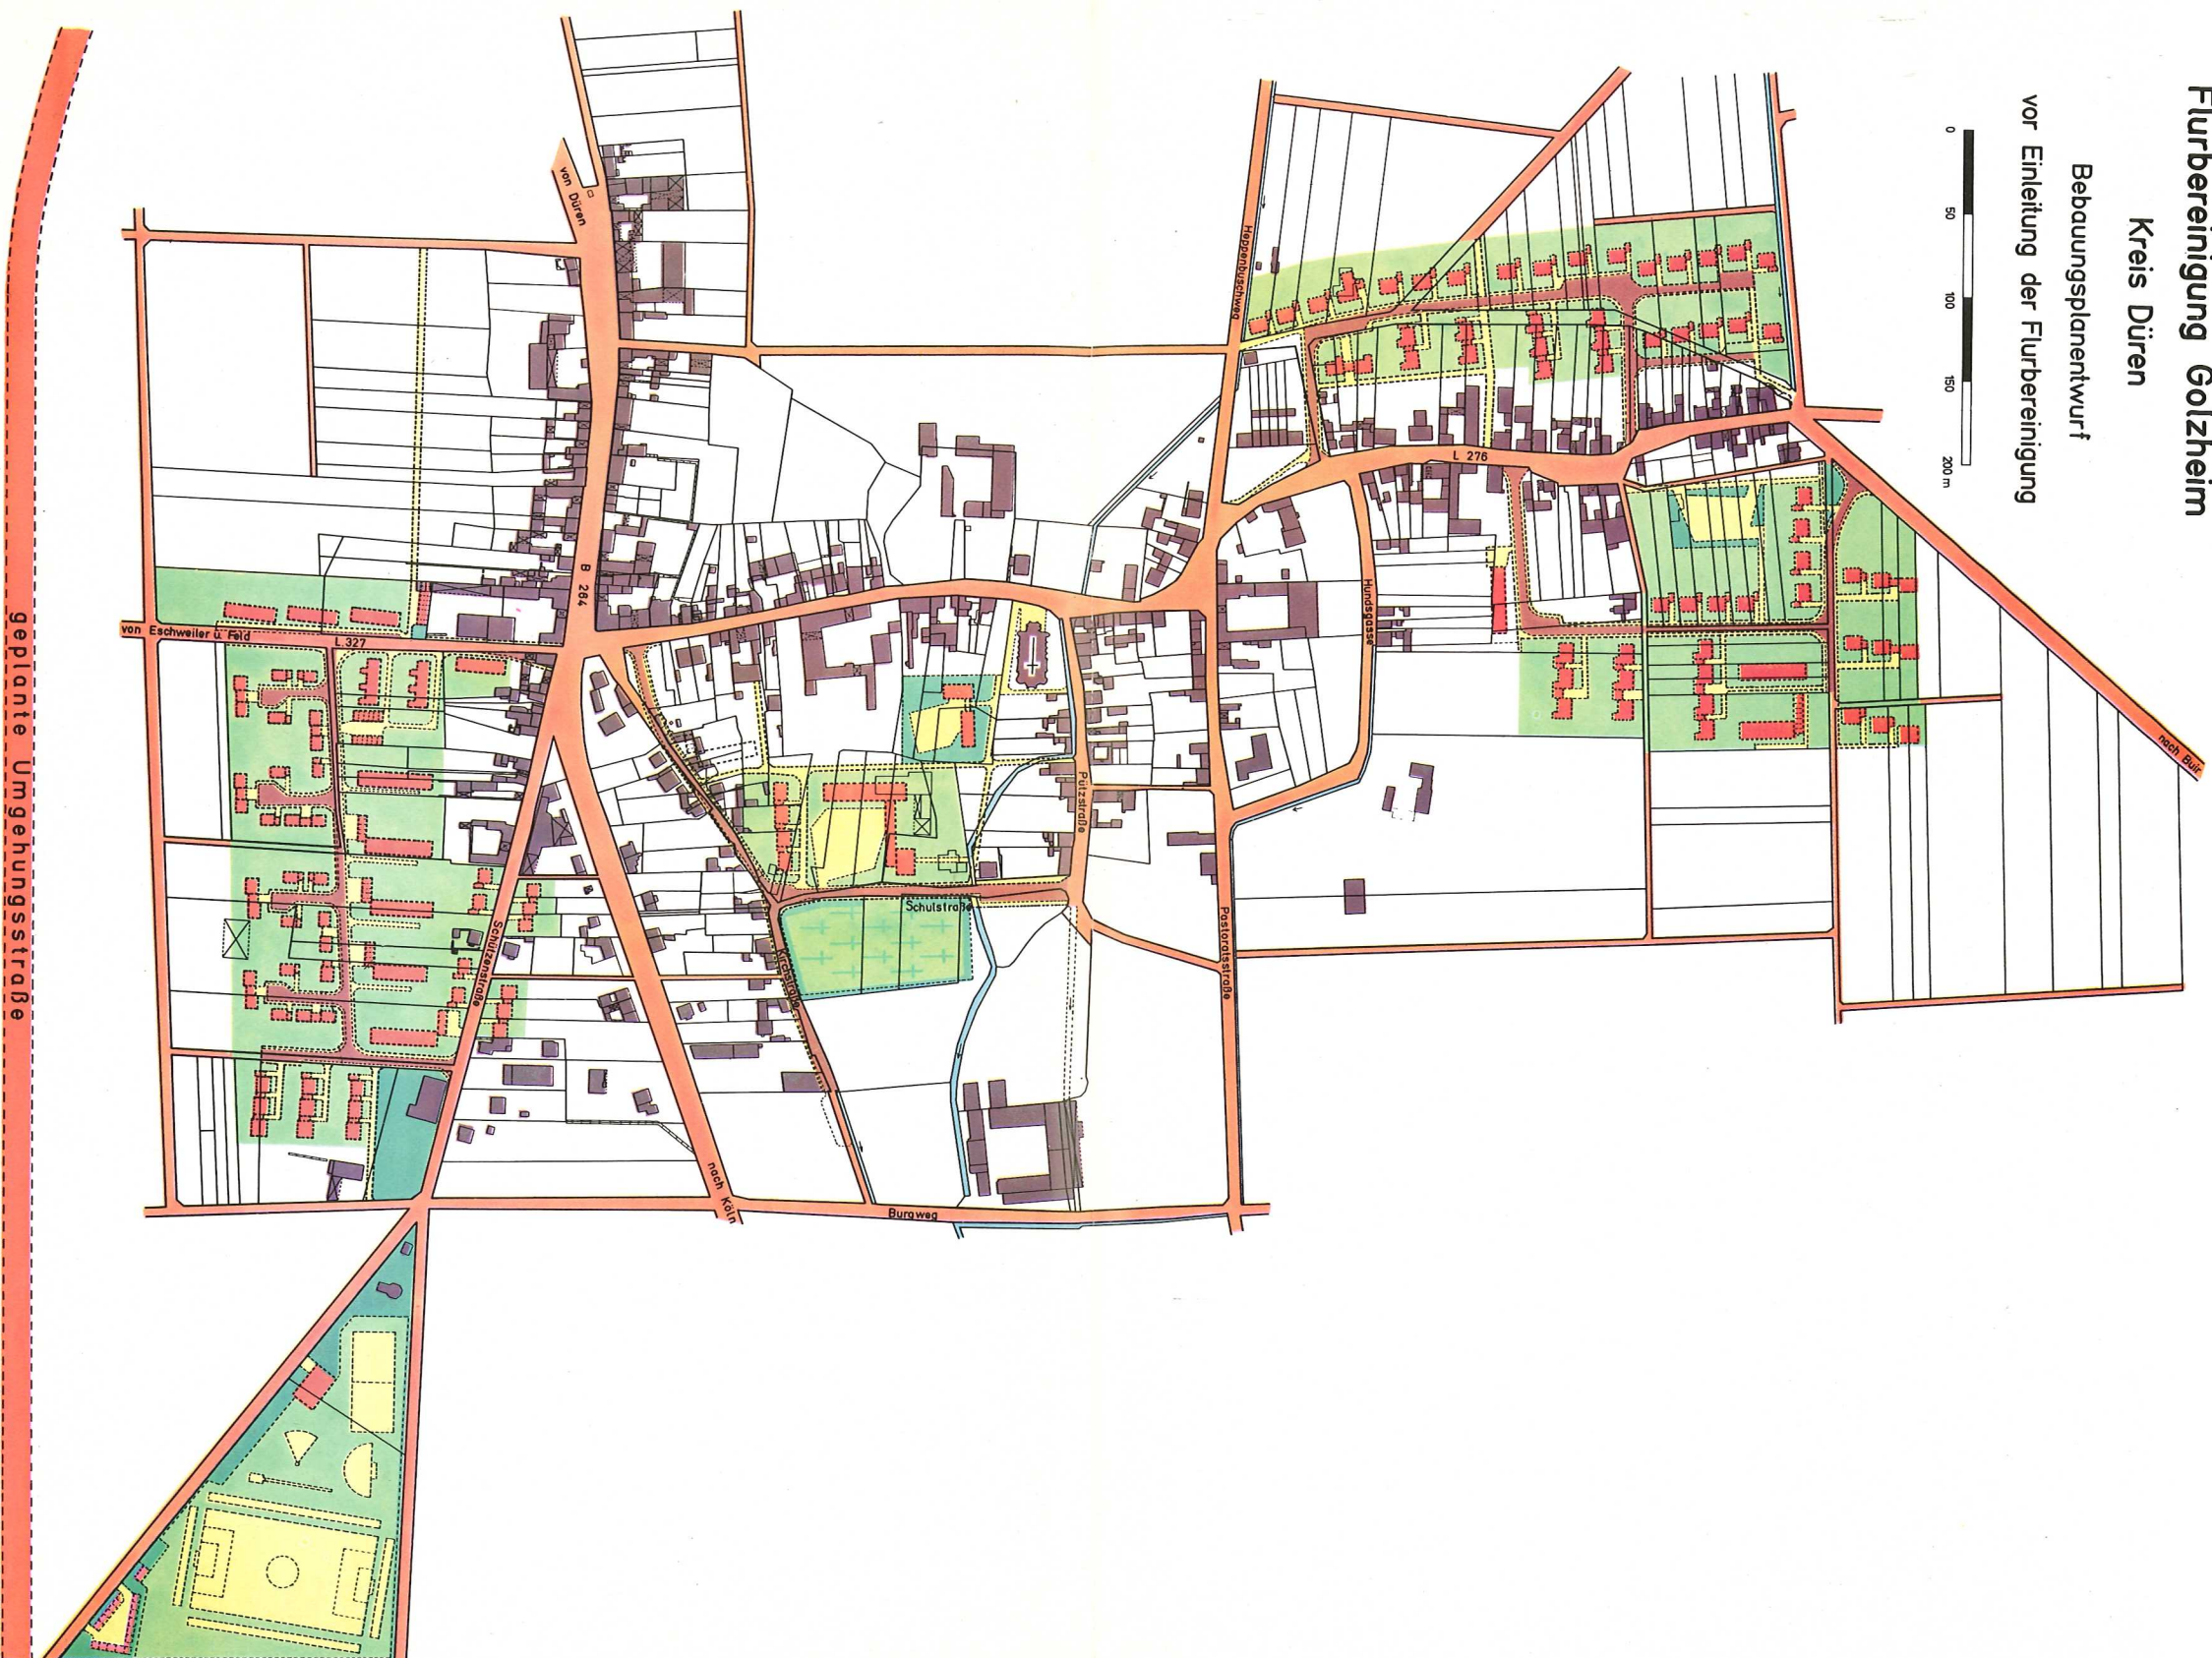 Flurbereinigung Golzheim
Kreis Düren
Bebauungsplanentwurf
vor Einleitung der Flurbereinigung
0 50 100 150 200 m
von Düren
Heppenbuschweg
L 276
B 264
Hundsgasse
von Eschweiler ü. Feld
L.327
nach Buir
Pützstraße
Schulstraße
Kirchstraße
Schützenstraße
Pastoratsstraße
nach Köln
Burgweg
geplante Umgehungsstraße